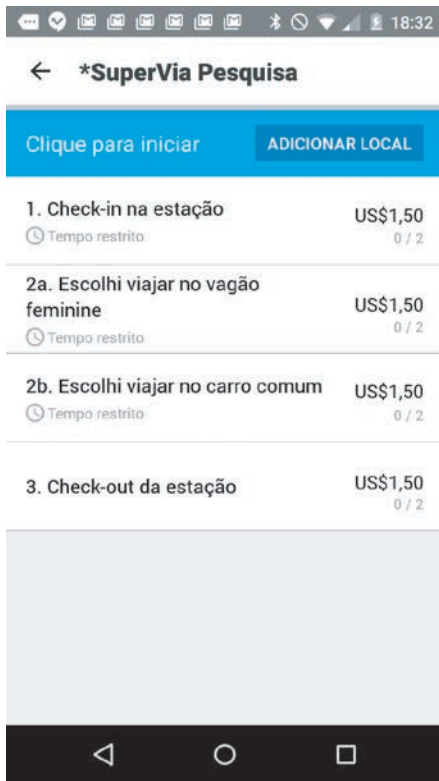 18:32
*SuperVia Pesquisa
Clique para iniciar ADICIONAR LOCAL
1. Check-in na estação US$1,50
Tempo restrito 0 / 2
2a. Escolhi viajar no vagão
feminine US$1,50
Tempo restrito 0 / 2
2b. Escolhi viajar no carro comum US$1,50
Tempo restrito 0 / 2
3. Check-out da estação US$1,50
0 / 2